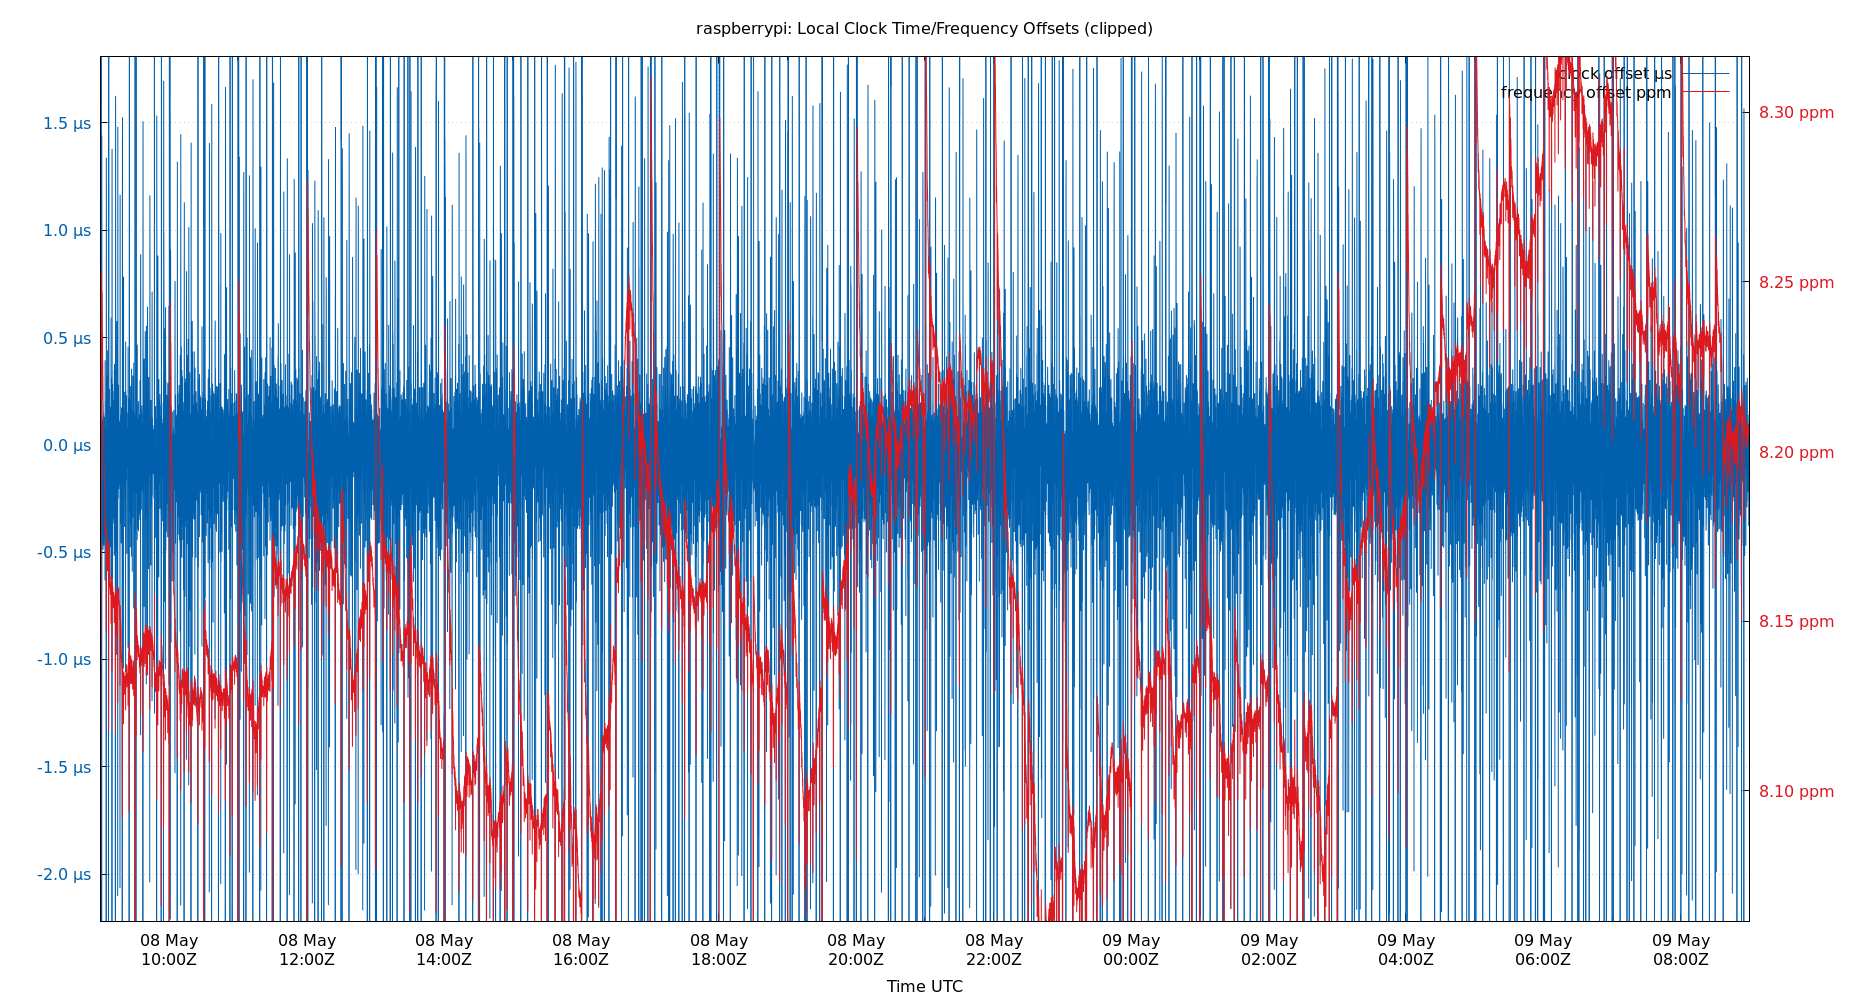 raspberrypi: Local Clock Time/Frequency Offsets (clipped)
clock offset µs
frequency offset ppm
1.5 µs
1.0 µs
0.5 µs
0.0 µs
-0.5 µs
-1.0 µs
-1.5 µs
-2.0 µs
8.30 ppm
8.25 ppm
8.20 ppm
8.15 ppm
8.10 ppm
08 May 08 May 08 May 08 May 08 May 08 May 08 May 09 May 09 May 09 May 09 May 09 May
10:00Z 12:00Z 14:00Z 16:00Z 18:00Z 20:00Z 22:00Z 00:00Z 02:00Z 04:00Z 06:00Z 08:00Z
Time UTC